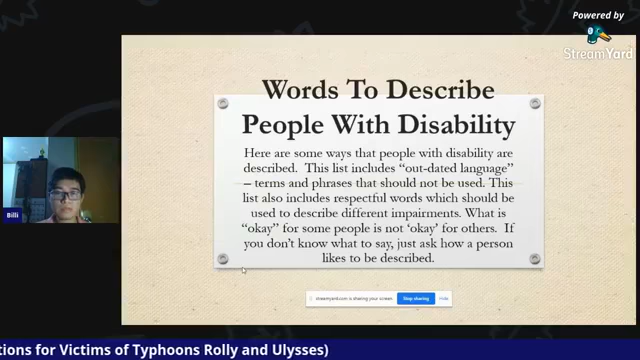 Powered by
StreamYard
Words To Describe
People With Disability
Here are some ways that people with disability are
described. This list includes “out-dated language”
– terms and phrases that should not be used. This
list also includes respectful words which should be
used to describe different impairments. What is
“okay” for some people is not ‘okay’ for others. If
you don’t know what to say, just ask how a person
likes to be described.
Billi
streamyard.com is sharing your screen.
Stop sharing
Hide
tions for Victims of Typhoons Rolly and Ulysses)